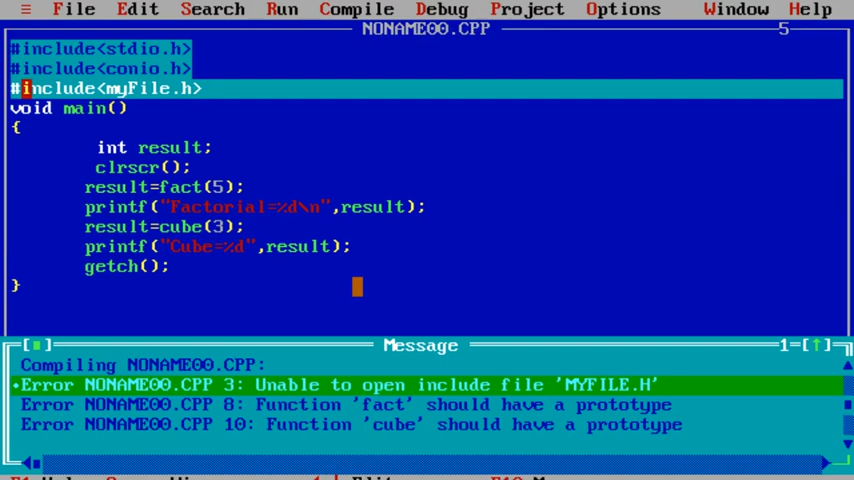 ≡ File Edit Search Run Compile Debug Project Options Window Help
NONAME00.CPP 5
#include<stdio.h>
#include<conio.h>
#include<myFile.h>
void main()
{
int result;
clrscr();
result=fact(5);
printf("Factorial=%d\n",result);
result=cube(3);
printf("Cube=%d",result);
getch();
}
Message 1=[↑]
Compiling NONAME00.CPP:
•Error NONAME00.CPP 3: Unable to open include file 'MYFILE.H'
Error NONAME00.CPP 8: Function 'fact' should have a prototype
Error NONAME00.CPP 10: Function 'cube' should have a prototype